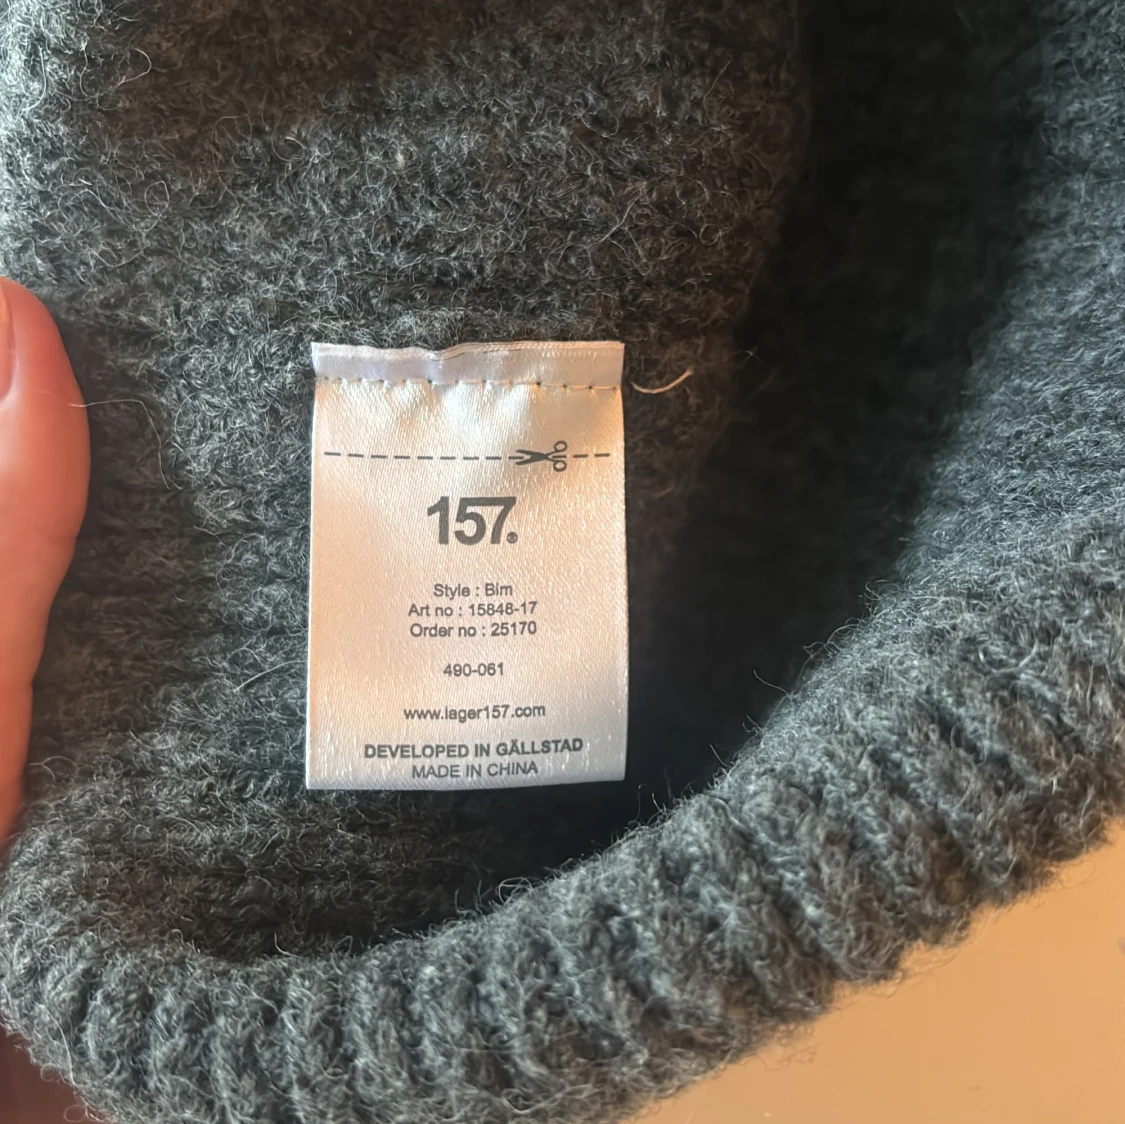 157.
Style : Bim
Art no : 15848-17
Order no : 25170
490-061
www.lager157.com
DEVELOPED IN GÄLLSTAD
MADE IN CHINA